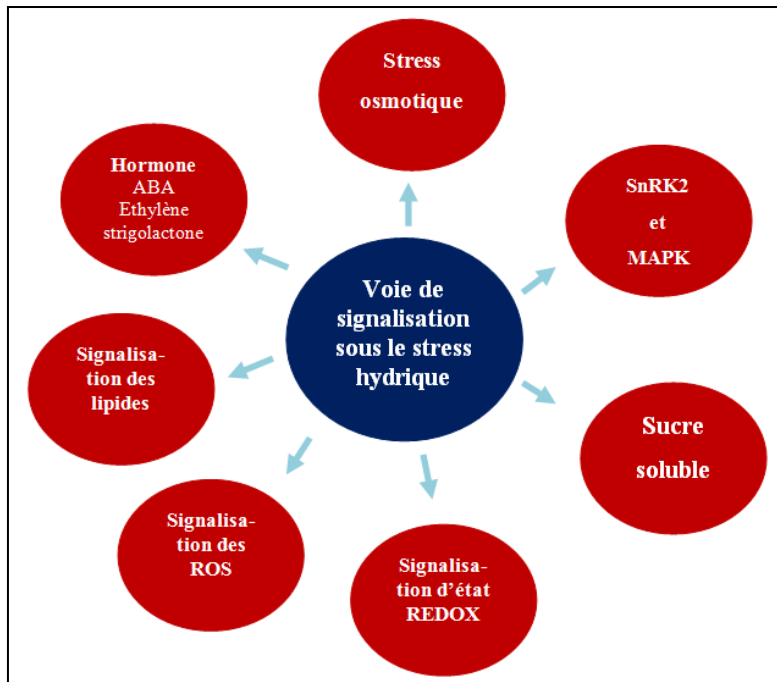 Stress
osmotique
Hormone
ABA
Ethylène
strigolactone
SnRK2
et
MAPK
Voie de
signalisation
sous le stress
hydrique
Signalisa-
tion des
lipides
Sucre
soluble
Signalisa-
tion des
ROS
Signalisa-
tion d’état
REDOX